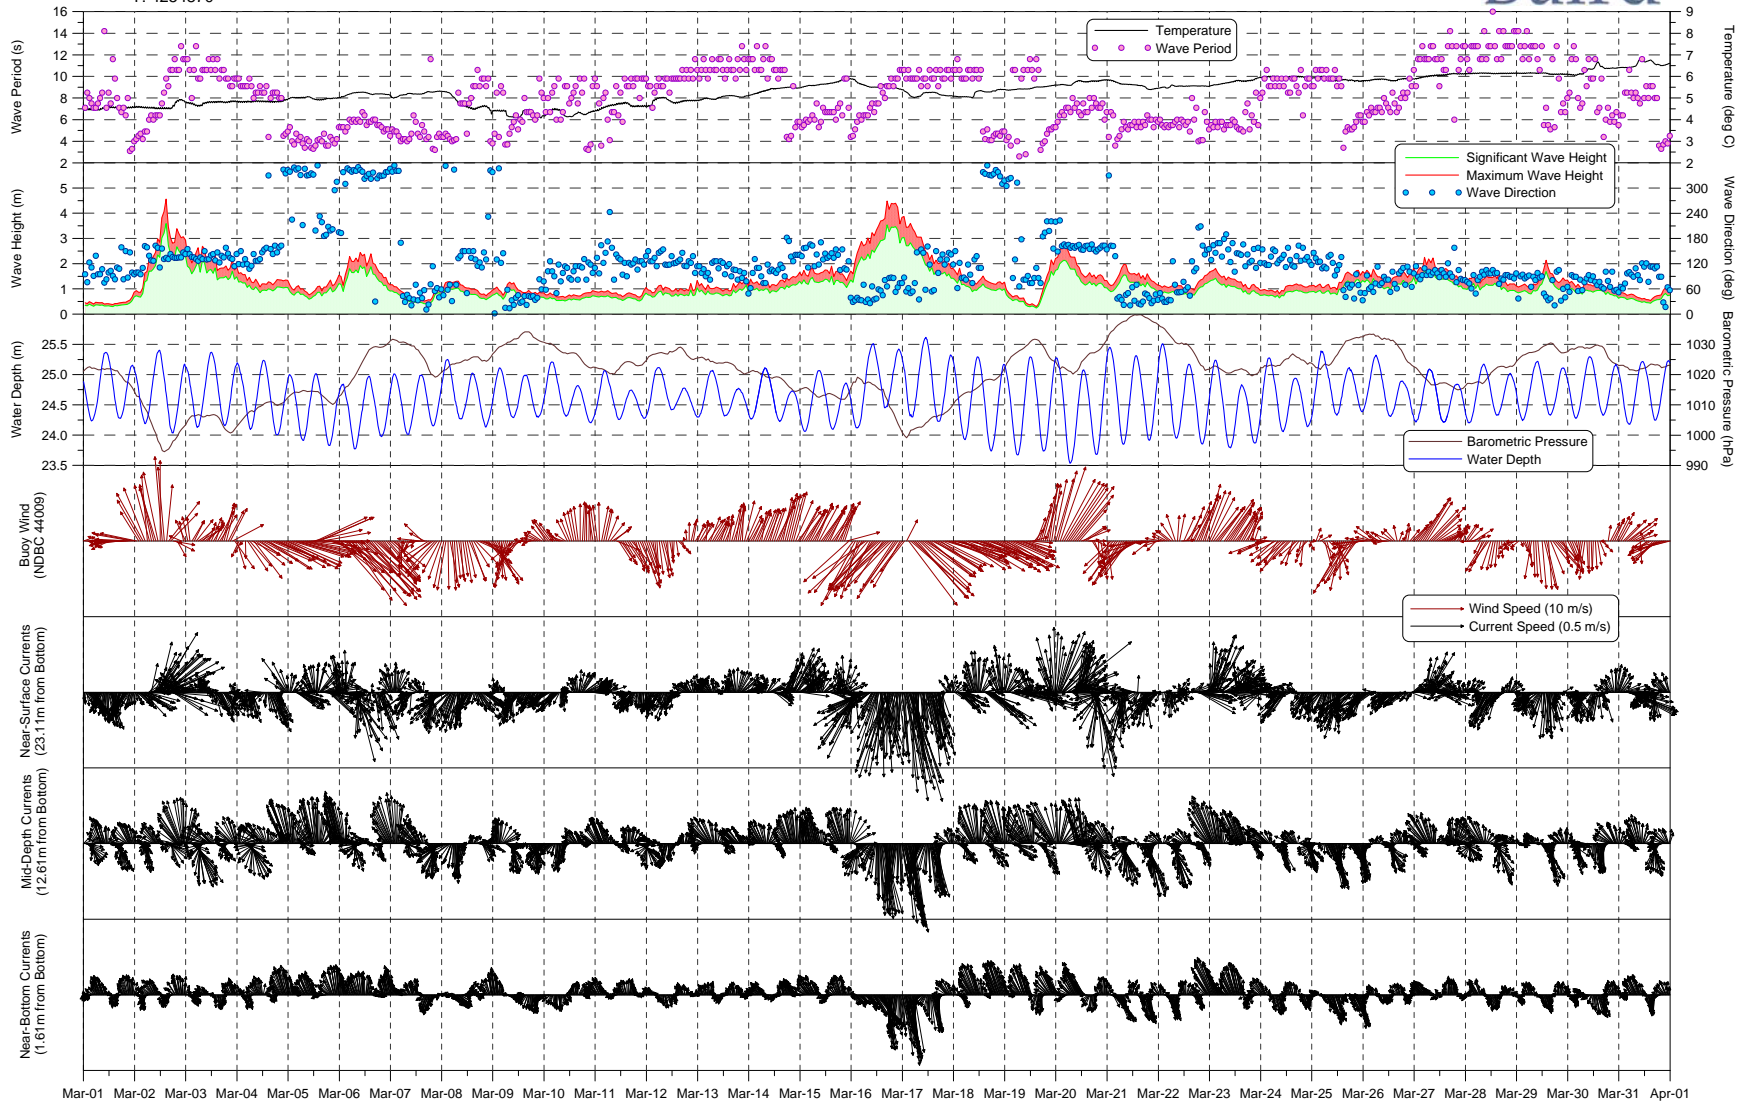 16
14
12
10
8
6
4
2
Wave Period (s)
Temperature
Wave Period
9
8
7
6
5
4
3
2
Temperature (deg C)
5
4
3
2
1
0
Wave Height (m)
Significant Wave Height
Maximum Wave Height
Wave Direction
300
240
180
120
60
0
Wave Direction (deg)
25.5
25.0
24.5
24.0
23.5
Water Depth (m)
Barometric Pressure
Water Depth
1030
1020
1010
1000
990
Barometric Pressure (hPa)
Buoy Wind
(NDBC 44009)
Wind Speed (10 m/s)
Current Speed (0.5 m/s)
Near-Surface Currents
(23.11m from Bottom)
Mid-Depth Currents
(12.61m from Bottom)
Near-Bottom Currents
(1.61m from Bottom)
Mar-01 Mar-02 Mar-03 Mar-04 Mar-05 Mar-06 Mar-07 Mar-08 Mar-09 Mar-10 Mar-11 Mar-12 Mar-13 Mar-14 Mar-15 Mar-16 Mar-17 Mar-18 Mar-19 Mar-20 Mar-21 Mar-22 Mar-23 Mar-24 Mar-25 Mar-26 Mar-27 Mar-28 Mar-29 Mar-30 Mar-31 Apr-01